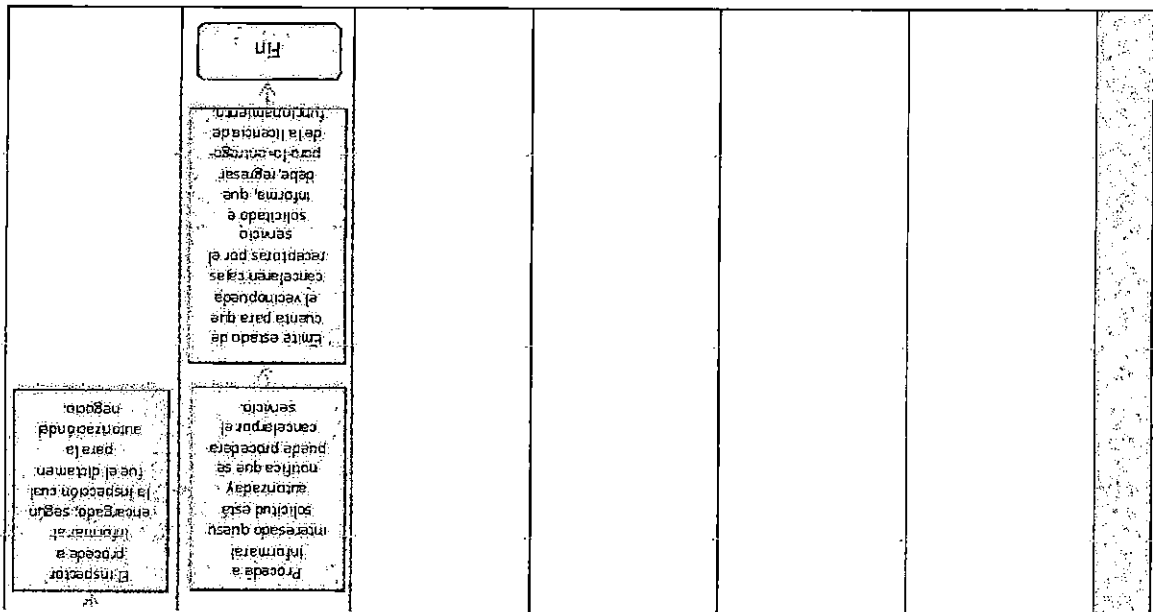 El inspector
procede a
informar al
encargado, según
la inspección cual
fue el dictamen
para la
autorización del
negocio.
Procede a
informar al
interesado que su
solicitud está
autorizada y
notifica que se
puede proceder a
cancelar por el
servicio.
Emite estado de
cuenta para que
el vecino pueda
cancelar en cajas
receptoras por el
servicio
solicitado e
informa, que
debe, regresar
para lo entrega
de la licencia de
funcionamiento.
Fin